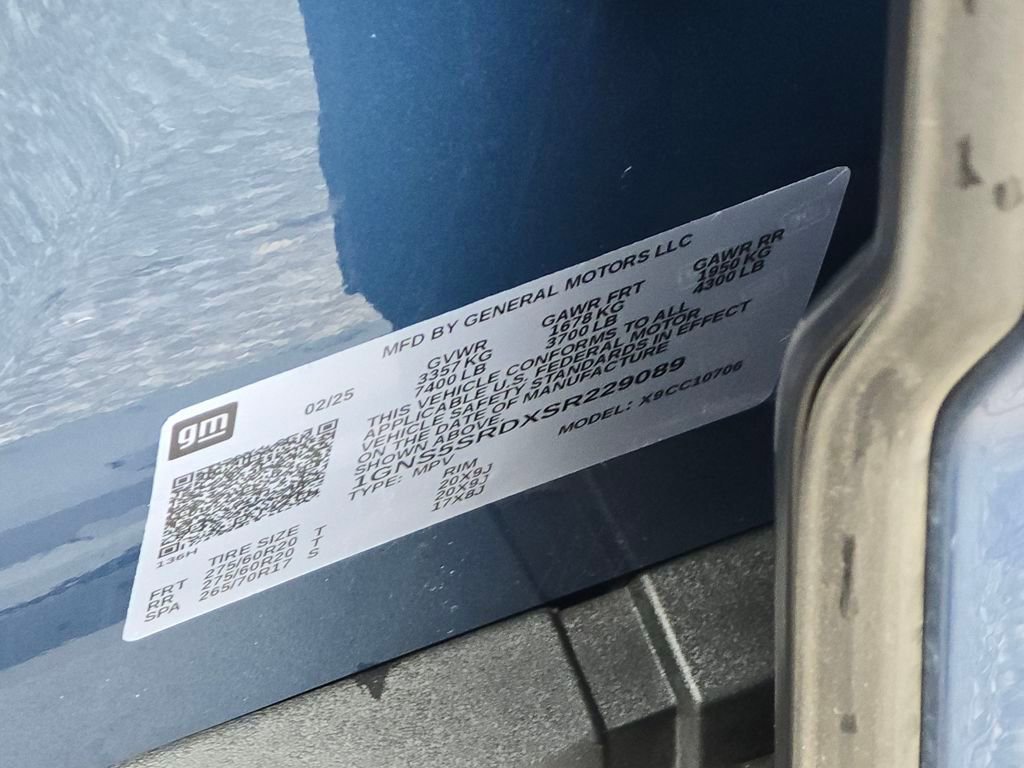 MFD BY GENERAL MOTORS LLC
02/25
GVWR GAWR FRT GAWR RR
3357 KG 1678 KG 1950 KG
7400 LB 3700 LB 4300 LB
THIS VEHICLE CONFORMS TO ALL
APPLICABLE U.S. FEDERAL MOTOR
VEHICLE SAFETY STANDARDS IN EFFECT
ON THE DATE OF MANUFACTURE
SHOWN ABOVE.
1GNS5SRDXSR229089
TYPE: MPV MODEL: X9CC10706
gm
136H
TIRE SIZE RIM
FRT 275/60R20 T 20X9J
RR 275/60R20 T 20X9J
SPA 265/70R17 S 17X8J